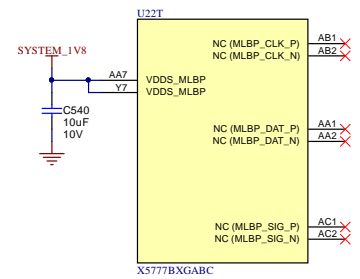 U22T
SYSTEM_1V8
AA7
Y7
VDDS_MLBP
VDDS_MLBP
C540
10uF
10V
NC (MLBP_CLK_P)
NC (MLBP_CLK_N)
AB1
AB2
NC (MLBP_DAT_P)
NC (MLBP_DAT_N)
AA1
AA2
NC (MLBP_SIG_P)
NC (MLBP_SIG_N)
AC1
AC2
X5777BXGABC